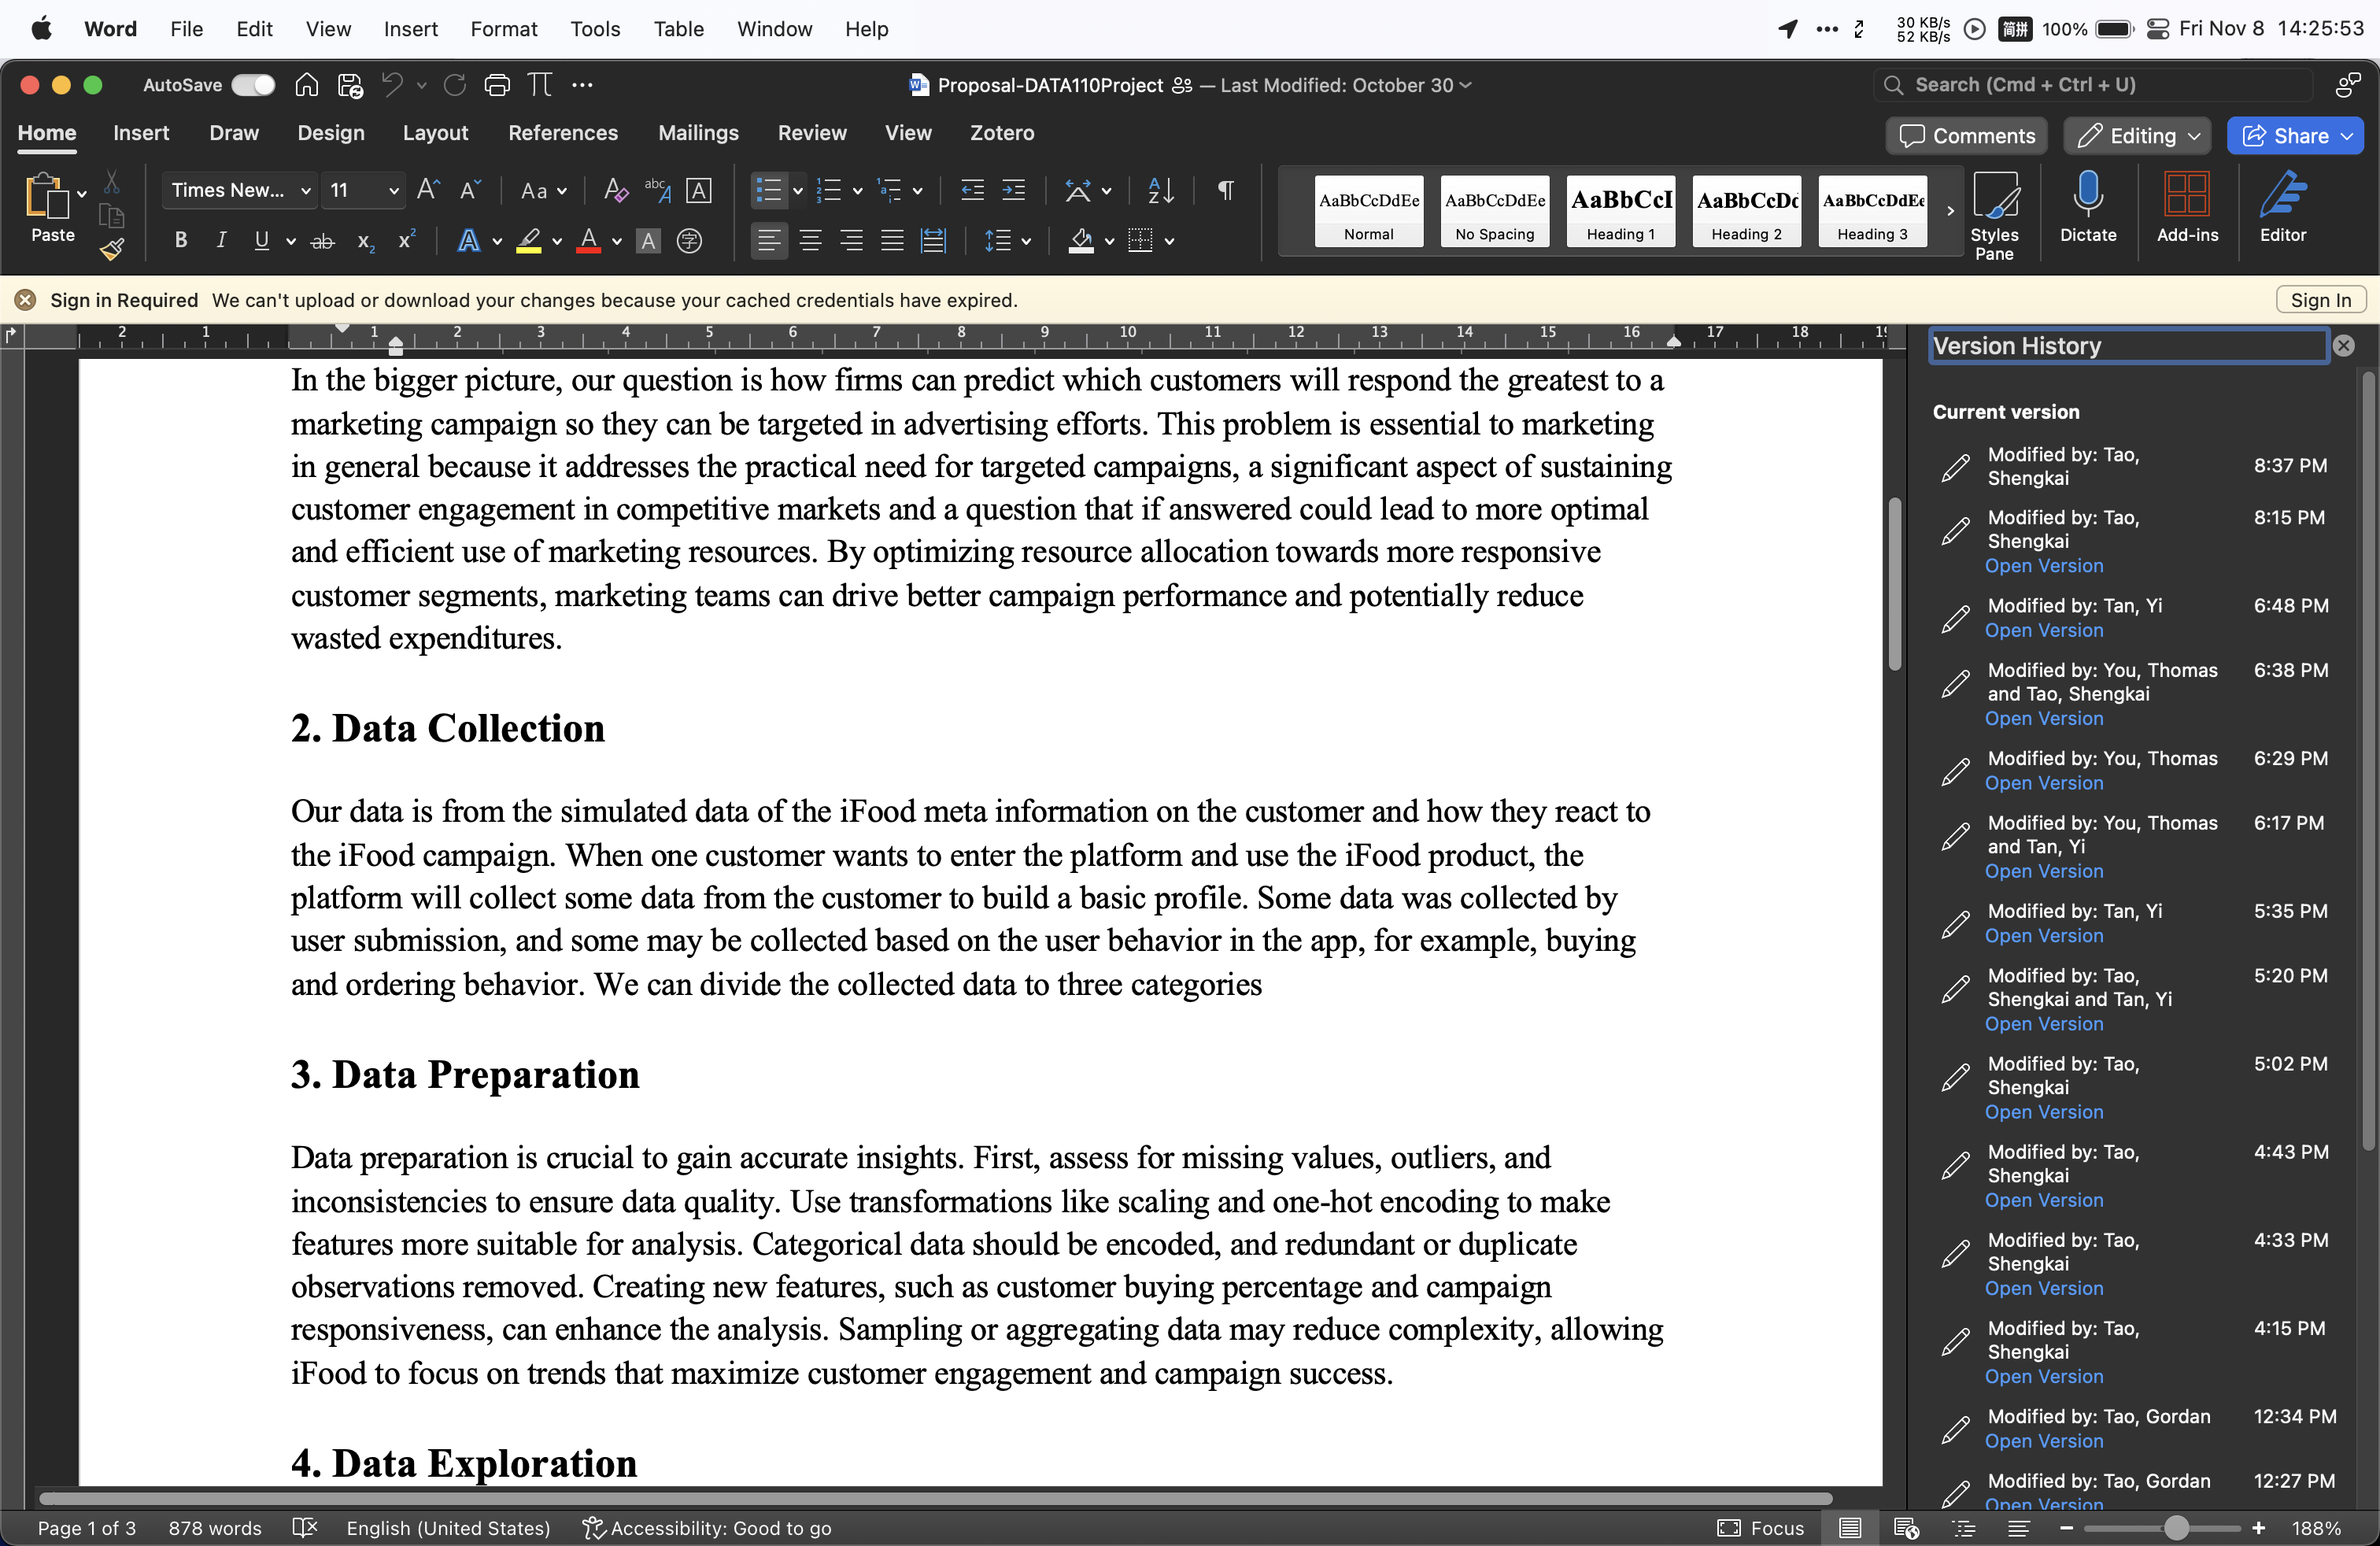 Word File Edit View Insert Format Tools Table Window Help
30 KB/s
52 KB/s
简拼 100% Fri Nov 8 14:25:53
AutoSave
Proposal-DATA110Project — Last Modified: October 30
Search (Cmd + Ctrl + U)
Home Insert Draw Design Layout References Mailings Review View Zotero
Comments Editing Share
Paste
Times New... 11
AaBbCcDdEe AaBbCcDdEe AaBbCcI AaBbCcDc AaBbCcDdEe
Normal No Spacing Heading 1 Heading 2 Heading 3
Styles Pane
Dictate
Add-ins
Editor
Sign in Required We can't upload or download your changes because your cached credentials have expired.
Sign In
2 1 1 2 3 4 5 6 7 8 9 10 11 12 13 14 15 16 17 18
In the bigger picture, our question is how firms can predict which customers will respond the greatest to a
marketing campaign so they can be targeted in advertising efforts. This problem is essential to marketing
in general because it addresses the practical need for targeted campaigns, a significant aspect of sustaining
customer engagement in competitive markets and a question that if answered could lead to more optimal
and efficient use of marketing resources. By optimizing resource allocation towards more responsive
customer segments, marketing teams can drive better campaign performance and potentially reduce
wasted expenditures.
2. Data Collection
Our data is from the simulated data of the iFood meta information on the customer and how they react to
the iFood campaign. When one customer wants to enter the platform and use the iFood product, the
platform will collect some data from the customer to build a basic profile. Some data was collected by
user submission, and some may be collected based on the user behavior in the app, for example, buying
and ordering behavior. We can divide the collected data to three categories
3. Data Preparation
Data preparation is crucial to gain accurate insights. First, assess for missing values, outliers, and
inconsistencies to ensure data quality. Use transformations like scaling and one-hot encoding to make
features more suitable for analysis. Categorical data should be encoded, and redundant or duplicate
observations removed. Creating new features, such as customer buying percentage and campaign
responsiveness, can enhance the analysis. Sampling or aggregating data may reduce complexity, allowing
iFood to focus on trends that maximize customer engagement and campaign success.
4. Data Exploration
Version History
Current version
Modified by: Tao, 8:37 PM
Shengkai
Modified by: Tao, 8:15 PM
Shengkai
Open Version
Modified by: Tan, Yi 6:48 PM
Open Version
Modified by: You, Thomas 6:38 PM
and Tao, Shengkai
Open Version
Modified by: You, Thomas 6:29 PM
Open Version
Modified by: You, Thomas 6:17 PM
and Tan, Yi
Open Version
Modified by: Tan, Yi 5:35 PM
Open Version
Modified by: Tao, 5:20 PM
Shengkai and Tan, Yi
Open Version
Modified by: Tao, 5:02 PM
Shengkai
Open Version
Modified by: Tao, 4:43 PM
Shengkai
Open Version
Modified by: Tao, 4:33 PM
Shengkai
Open Version
Modified by: Tao, 4:15 PM
Shengkai
Open Version
Modified by: Tao, Gordan 12:34 PM
Open Version
Modified by: Tao, Gordan 12:27 PM
Open Version
Page 1 of 3 878 words English (United States) Accessibility: Good to go Focus 188%